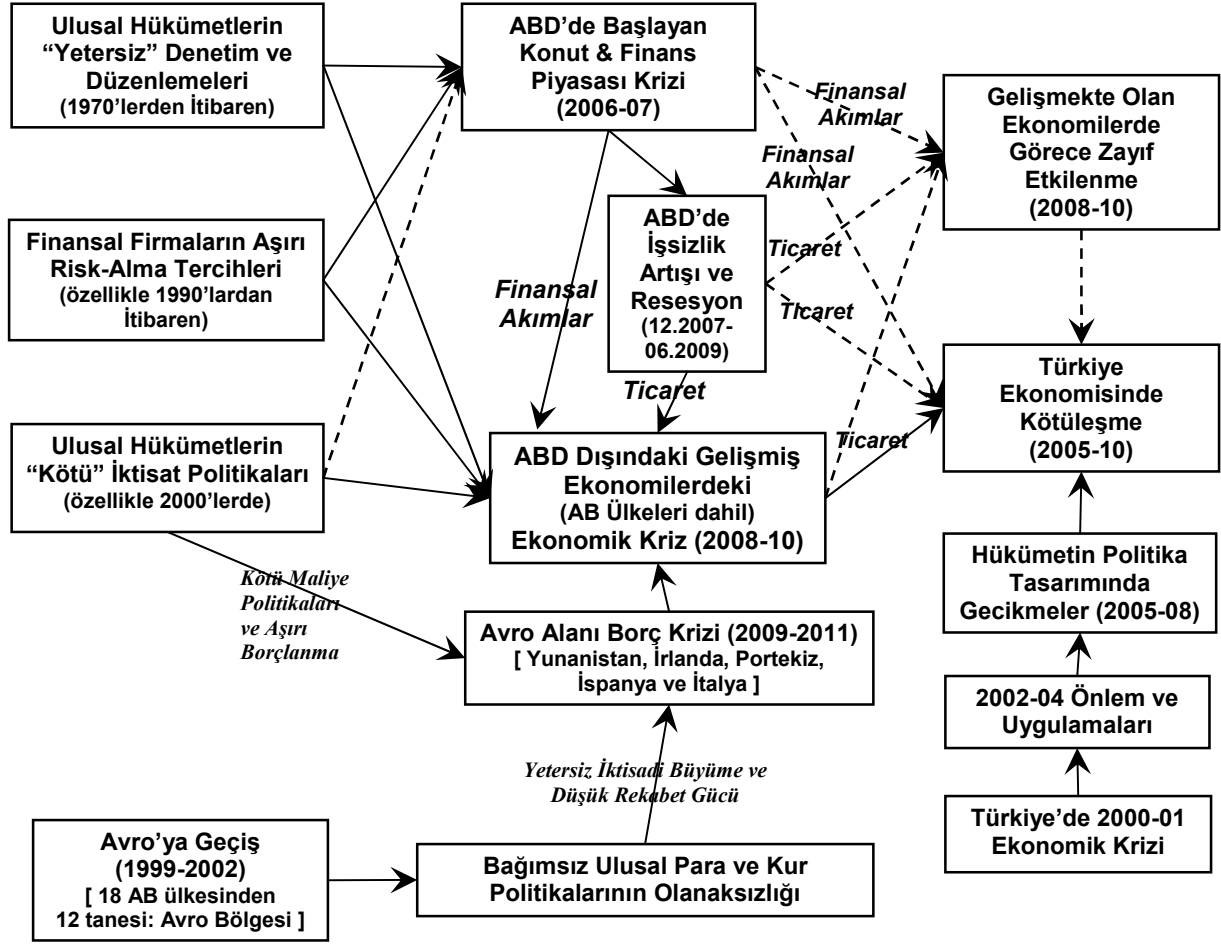 Ulusal Hükümetlerin
“Yetersiz” Denetim ve
Düzenlemeleri
(1970’lerden İtibaren)
ABD’de Başlayan
Konut & Finans
Piyasası Krizi
(2006-07)
Finansal
Akımlar
Finansal
Akımlar
Gelişmekte Olan
Ekonomilerde
Görece Zayıf
Etkilenme
(2008-10)
Finansal Firmaların Aşırı
Risk-Alma Tercihleri
(özellikle 1990’lardan
İtibaren)
Finansal
Akımlar
ABD’de
İşsizlik
Artışı ve
Resesyon
(12.2007-
06.2009)
Ticaret
Ticaret
Ticaret
Türkiye
Ekonomisinde
Kötüleşme
(2005-10)
Ulusal Hükümetlerin
“Kötü” İktisat Politikaları
(özellikle 2000’lerde)
ABD Dışındaki Gelişmiş
Ekonomilerdeki
(AB Ülkeleri dahil)
Ekonomik Kriz (2008-10)
Ticaret
Kötü Maliye
Politikaları
ve Aşırı
Borçlanma
Avro Alanı Borç Krizi (2009-2011)
[ Yunanistan, İrlanda, Portekiz,
İspanya ve İtalya ]
Hükümetin Politika
Tasarımında
Gecikmeler (2005-08)
2002-04 Önlem ve
Uygulamaları
Yetersiz İktisadi Büyüme ve
Düşük Rekabet Gücü
Türkiye’de 2000-01
Ekonomik Krizi
Avro’ya Geçiş
(1999-2002)
[ 18 AB ülkesinden
12 tanesi: Avro Bölgesi ]
Bağımsız Ulusal Para ve Kur
Politikalarının Olanaksızlığı